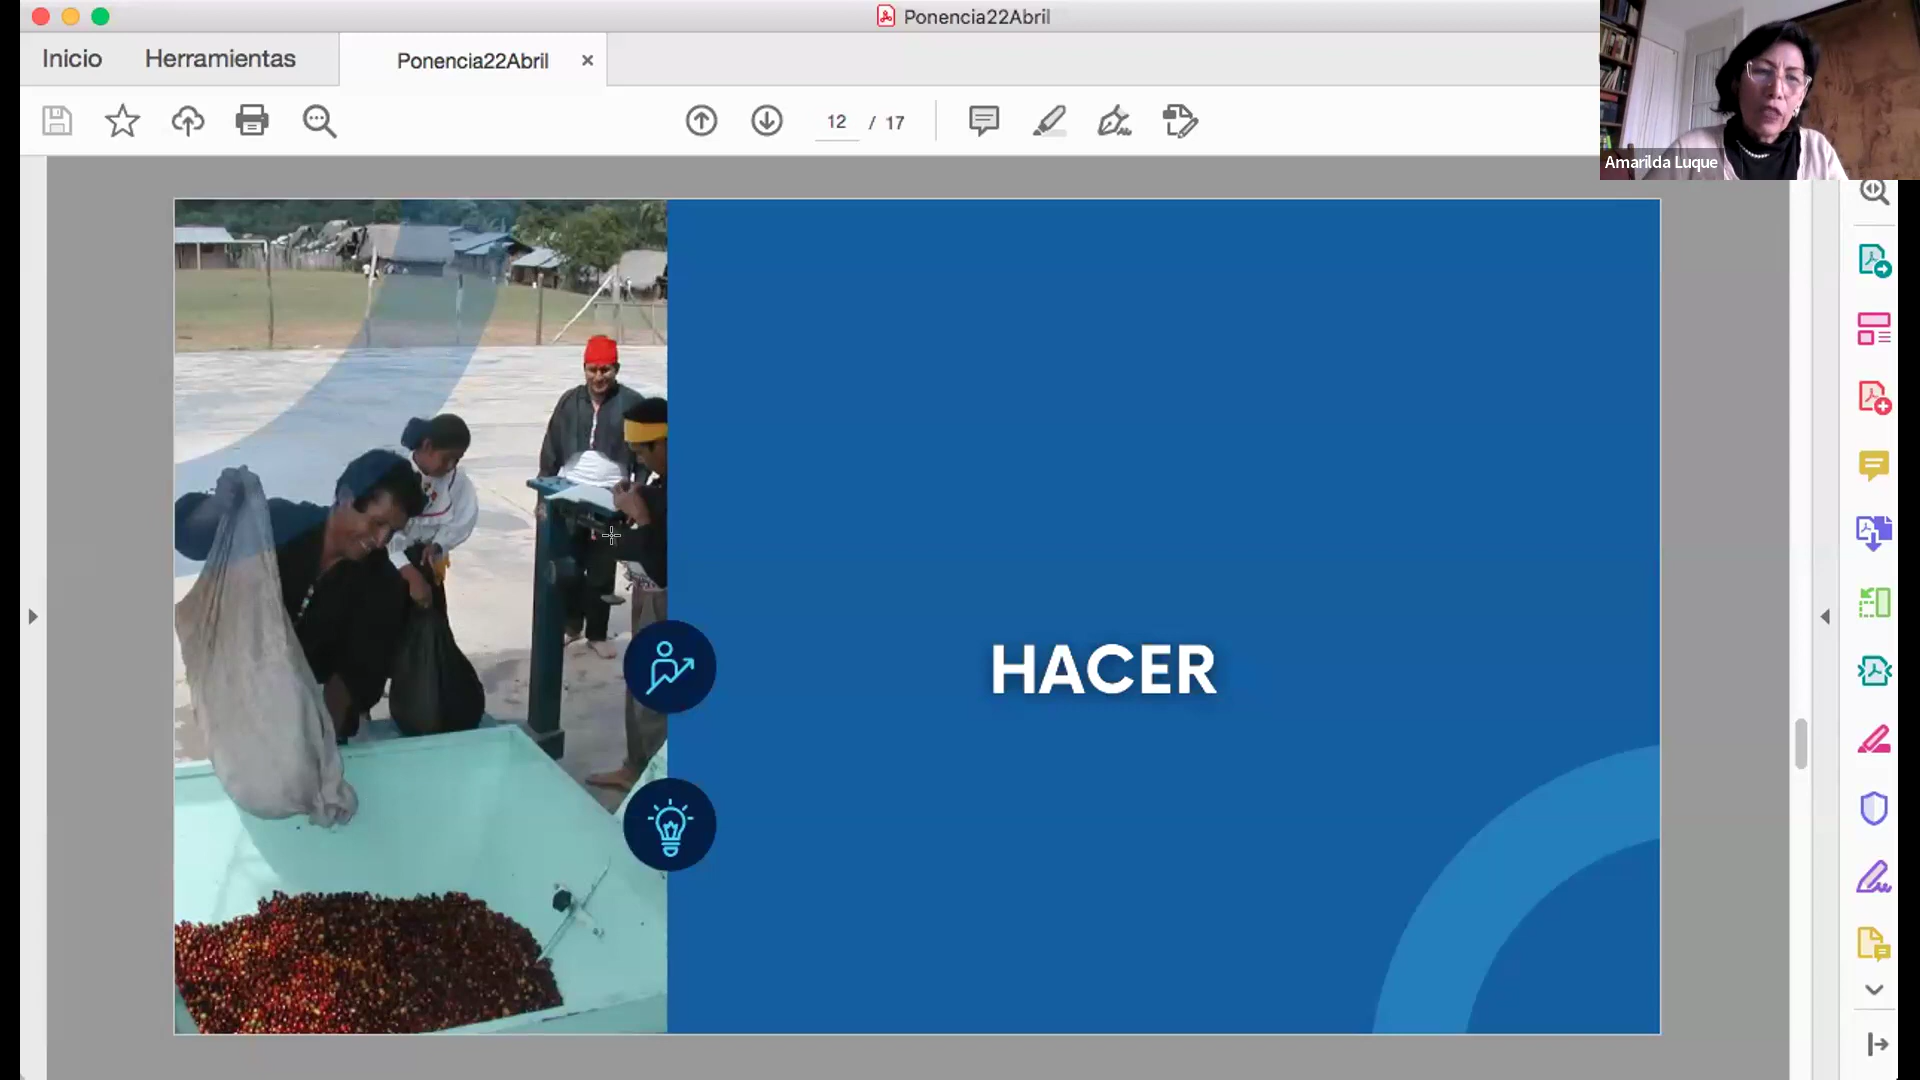 Ponencia22Abril
Inicio
Herramientas
Ponencia22Abril
12 / 17
Amarilda Luque
HACER